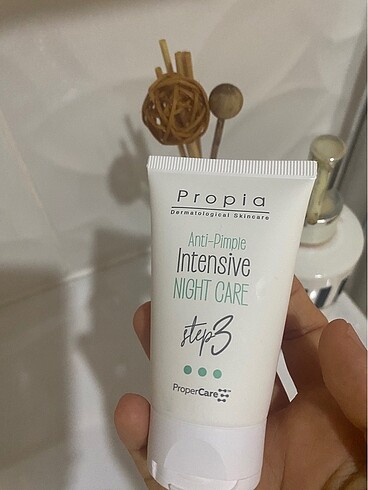 Propia
Dermatological Skincare
Anti-Pimple
Intensive
NIGHT CARE
step3
ProperCare